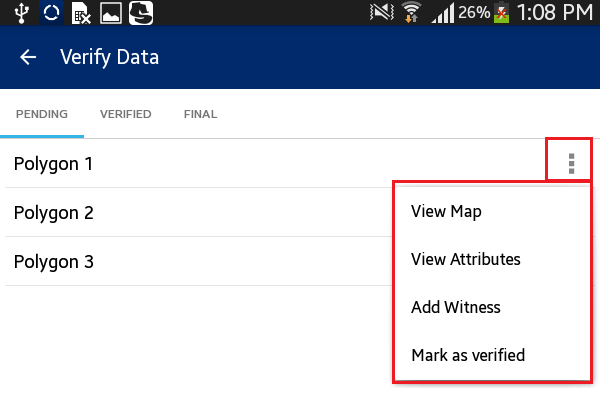 26% 1:08 PM
Verify Data
PENDING VERIFIED FINAL
Polygon 1
Polygon 2
Polygon 3
View Map
View Attributes
Add Witness
Mark as verified